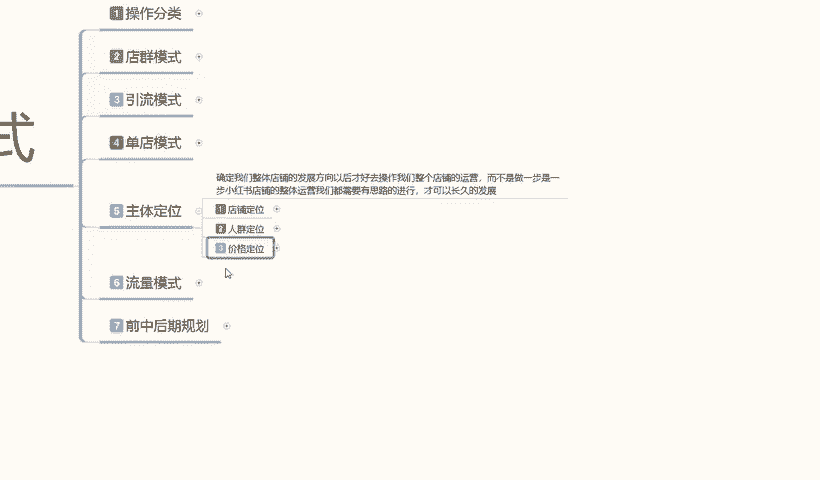 式
1 操作分类
2 店群模式
3 引流模式
4 单店模式
5 主体定位
确定我们整体店铺的发展方向以后才好去操作我们整个店铺的运营，而不是做一步是一
步小红书店铺的整体运营我们都需要有思路的进行，才可以长久的发展
1 店铺定位
2 人群定位
3 价格定位
6 流量模式
7 前中后期规划